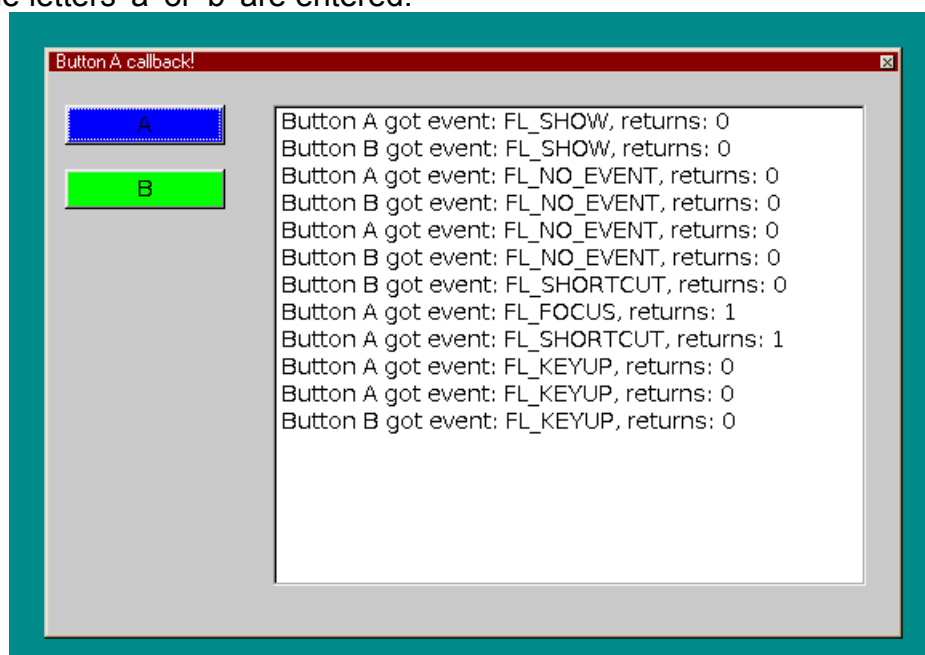 letters 'a' or 'b' are entered.
Button A callback!
A
B
Button A got event: FL_SHOW, returns: 0
Button B got event: FL_SHOW, returns: 0
Button A got event: FL_NO_EVENT, returns: 0
Button B got event: FL_NO_EVENT, returns: 0
Button A got event: FL_NO_EVENT, returns: 0
Button B got event: FL_NO_EVENT, returns: 0
Button B got event: FL_SHORTCUT, returns: 0
Button A got event: FL_FOCUS, returns: 1
Button A got event: FL_SHORTCUT, returns: 1
Button A got event: FL_KEYUP, returns: 0
Button A got event: FL_KEYUP, returns: 0
Button B got event: FL_KEYUP, returns: 0